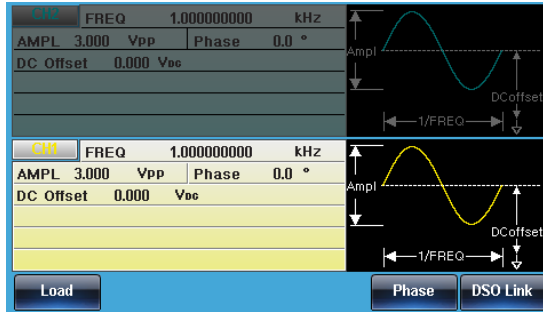 CH2 FREQ 1.000000000 kHz
AMPL 3.000 Vpp Phase 0.0 °
DC Offset 0.000 VDC
Ampl
DCoffset
1/FREQ
CH1 FREQ 1.000000000 kHz
AMPL 3.000 Vpp Phase 0.0 °
DC Offset 0.000 VDC
Ampl
DCoffset
1/FREQ
Load Phase DSO Link